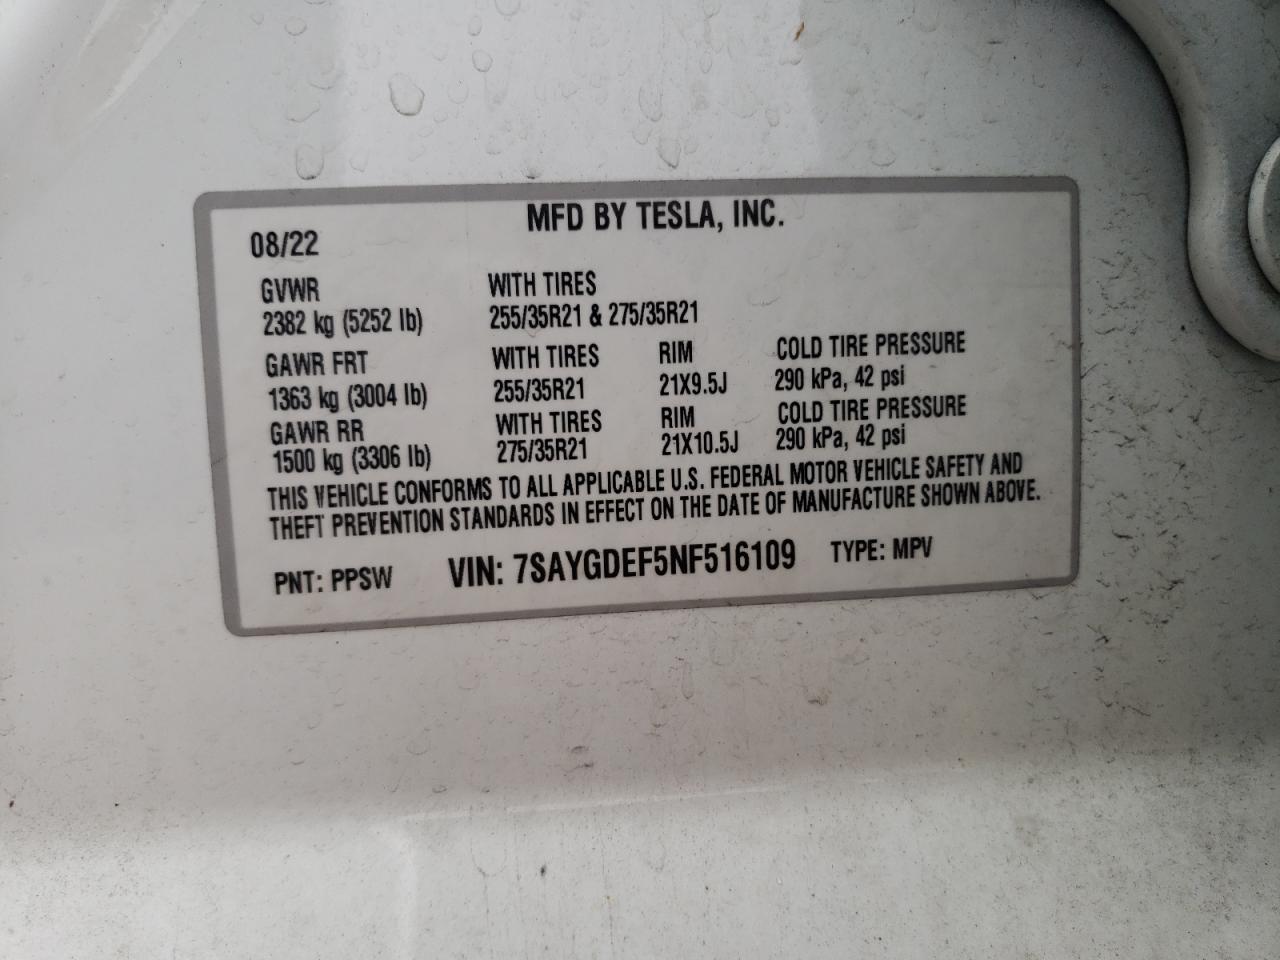 MFD BY TESLA, INC.
08/22
GVWR WITH TIRES
2382 kg (5252 lb) 255/35R21 & 275/35R21
GAWR FRT WITH TIRES RIM COLD TIRE PRESSURE
1363 kg (3004 lb) 255/35R21 21X9.5J 290 kPa, 42 psi
GAWR RR WITH TIRES RIM COLD TIRE PRESSURE
1500 kg (3306 lb) 275/35R21 21X10.5J 290 kPa, 42 psi
THIS VEHICLE CONFORMS TO ALL APPLICABLE U.S. FEDERAL MOTOR VEHICLE SAFETY AND
THEFT PREVENTION STANDARDS IN EFFECT ON THE DATE OF MANUFACTURE SHOWN ABOVE.
PNT: PPSW VIN: 7SAYGDEF5NF516109 TYPE: MPV